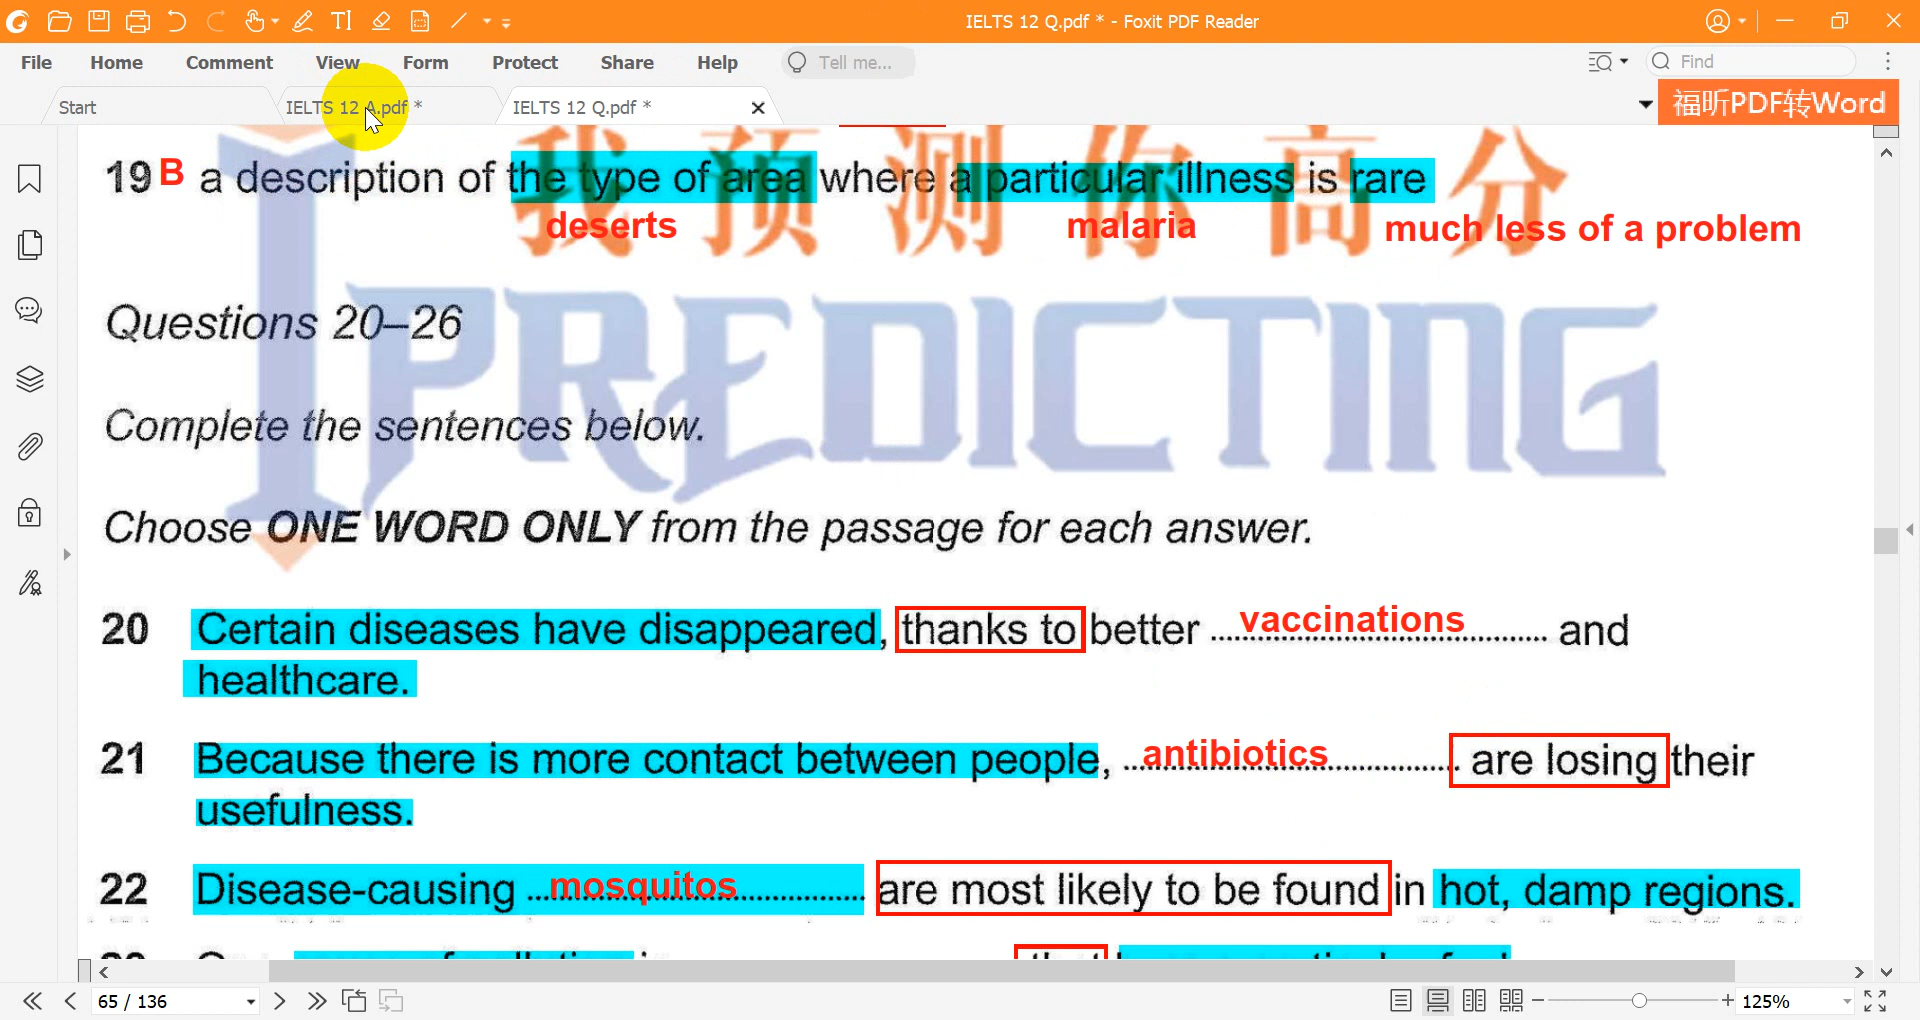 IELTS 12 Q.pdf * - Foxit PDF Reader
File Home Comment View Form Protect Share Help Tell me... Find
Start IELTS 12 A.pdf * IELTS 12 Q.pdf * 福昕PDF转Word
19 B a description of the type of area where a particular illness is rare
我预测你高分
deserts malaria much less of a problem
IPREDICTING
Questions 20–26
Complete the sentences below.
Choose ONE WORD ONLY from the passage for each answer.
20 Certain diseases have disappeared, thanks to better vaccinations and
healthcare.
21 Because there is more contact between people, antibiotics are losing their
usefulness.
22 Disease-causing mosquitos are most likely to be found in hot, damp regions.
65 / 136 125%